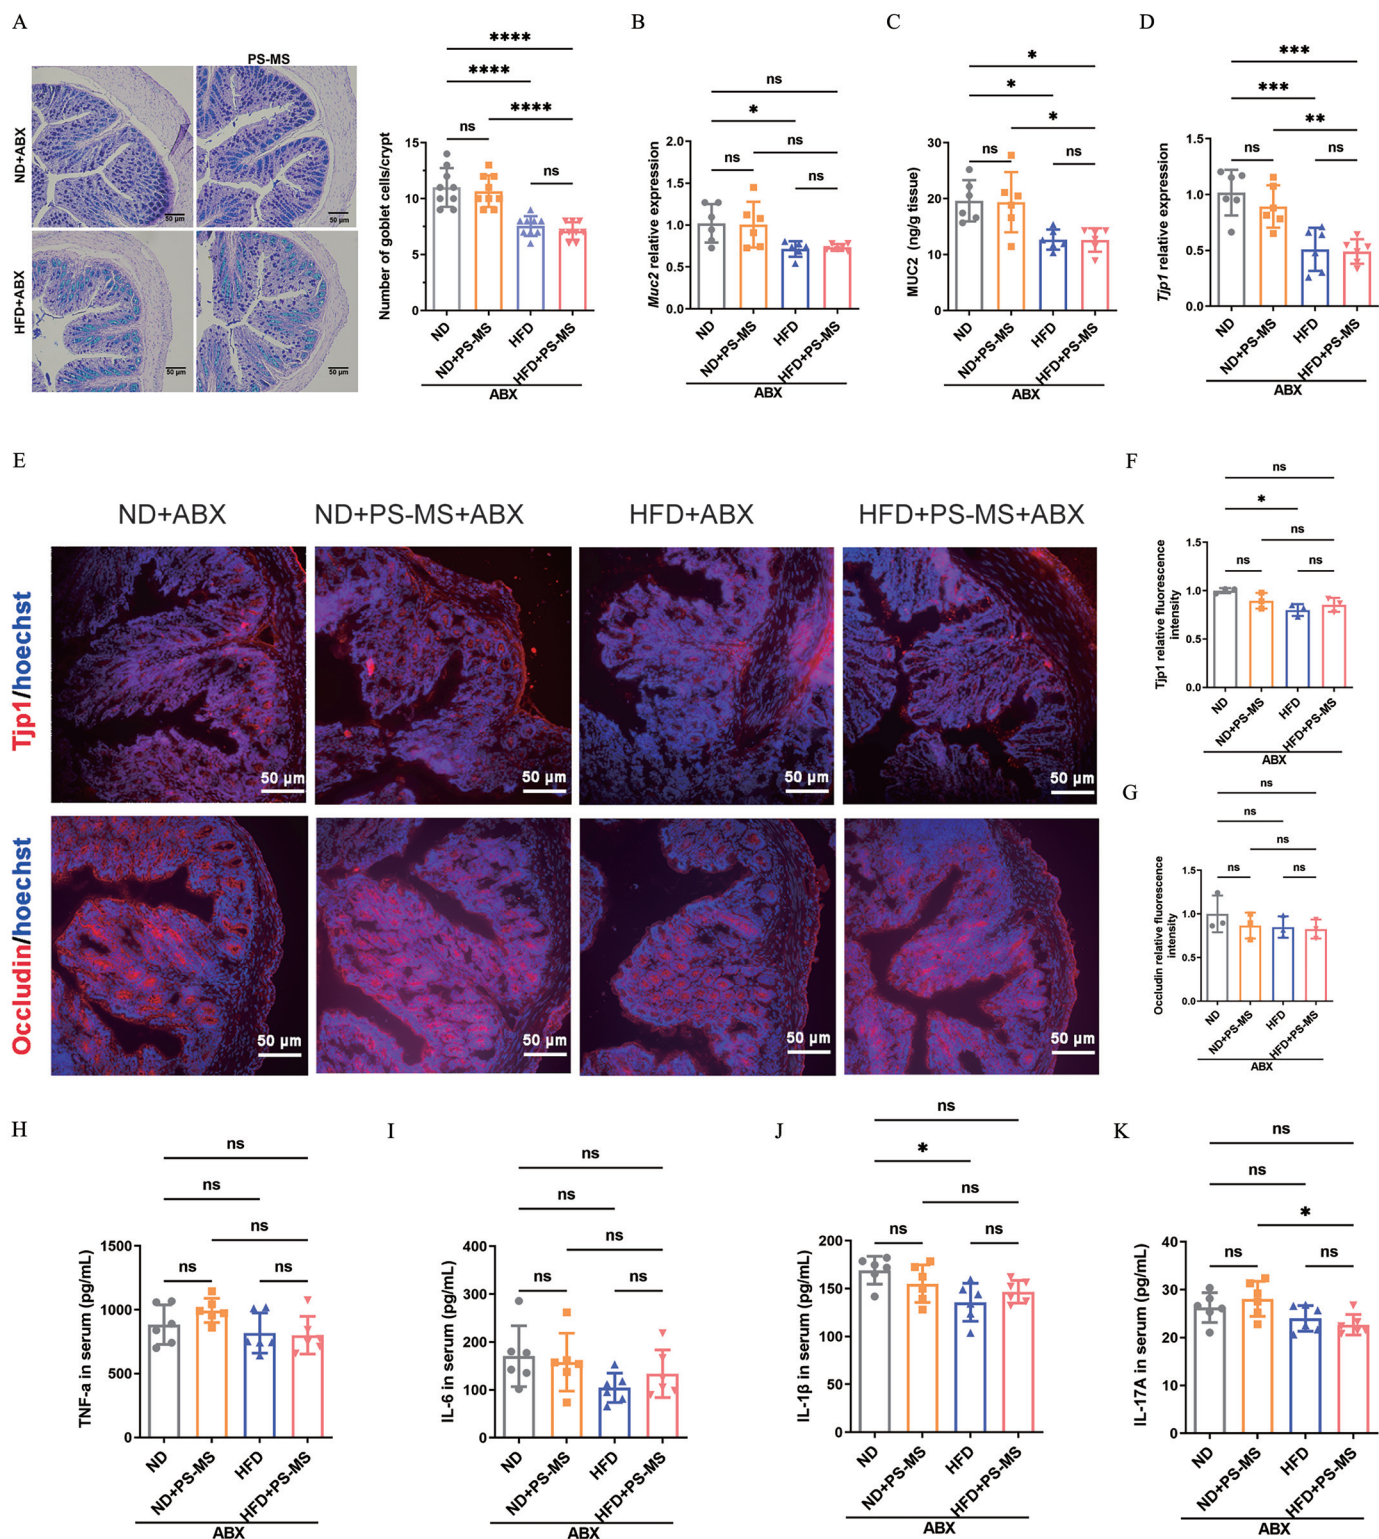 A
PS-MS
ND+ABX
HFD+ABX
50 µm
50 µm
50 µm
50 µm
Number of goblet cells/crypt
15
10
5
0
****
****
****
ns
ns
ND
ND+PS-MS
HFD
HFD+PS-MS
ABX
B
Muc2 relative expression
2.0
1.5
1.0
0.5
0.0
ns
*
ns
ns
ns
ND
ND+PS-MS
HFD
HFD+PS-MS
ABX
C
MUC2 (ng/g tissue)
30
20
10
0
*
*
*
ns
ns
ND
ND+PS-MS
HFD
HFD+PS-MS
ABX
D
Tjp1 relative expression
1.5
1.0
0.5
0.0
***
***
**
ns
ns
ND
ND+PS-MS
HFD
HFD+PS-MS
ABX
E
ND+ABX
ND+PS-MS+ABX
HFD+ABX
HFD+PS-MS+ABX
Tjp1/hoechst
50 µm
50 µm
50 µm
50 µm
Occludin/hoechst
50 µm
50 µm
50 µm
50 µm
F
Tjp1 relative fluorescence
intensity
1.5
1.0
0.5
0.0
ns
*
ns
ns
ns
ND
ND+PS-MS
HFD
HFD+PS-MS
ABX
G
Occludin relative fluorescence
intensity
1.5
1.0
0.5
0.0
ns
ns
ns
ns
ns
ND
ND+PS-MS
HFD
HFD+PS-MS
ABX
H
TNF-a in serum (pg/mL)
1500
1000
500
0
ns
ns
ns
ns
ns
ND
ND+PS-MS
HFD
HFD+PS-MS
ABX
I
IL-6 in serum (pg/mL)
400
300
200
100
0
ns
ns
ns
ns
ns
ND
ND+PS-MS
HFD
HFD+PS-MS
ABX
J
IL-1β in serum (pg/mL)
200
150
100
50
0
ns
*
ns
ns
ns
ND
ND+PS-MS
HFD
HFD+PS-MS
ABX
K
IL-17A in serum (pg/mL)
40
30
20
10
0
ns
ns
*
ns
ns
ND
ND+PS-MS
HFD
HFD+PS-MS
ABX